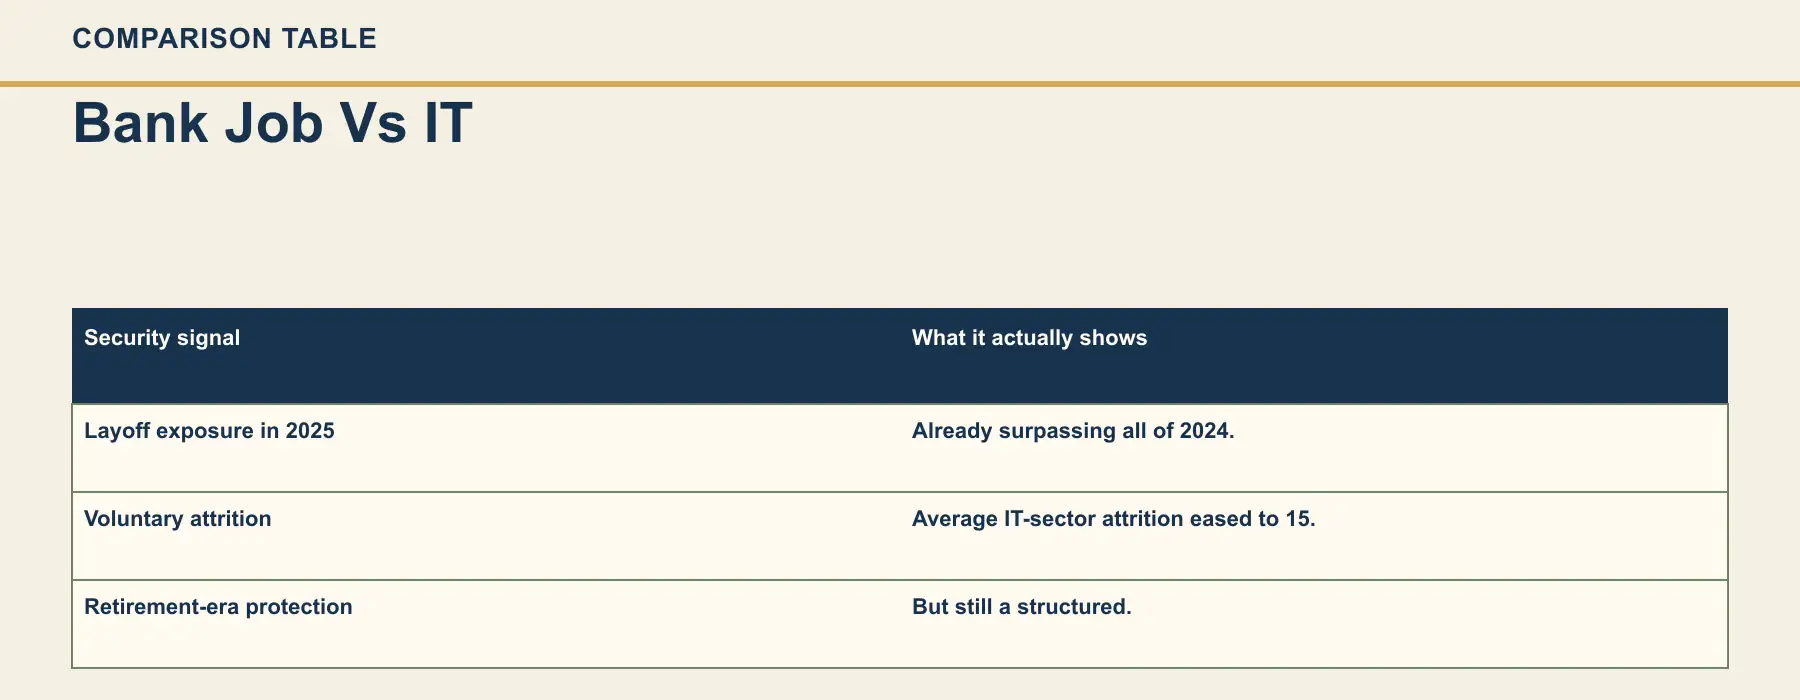 COMPARISON TABLE
Bank Job Vs IT
Security signal
What it actually shows
Layoff exposure in 2025
Already surpassing all of 2024.
Voluntary attrition
Average IT-sector attrition eased to 15.
Retirement-era protection
But still a structured.